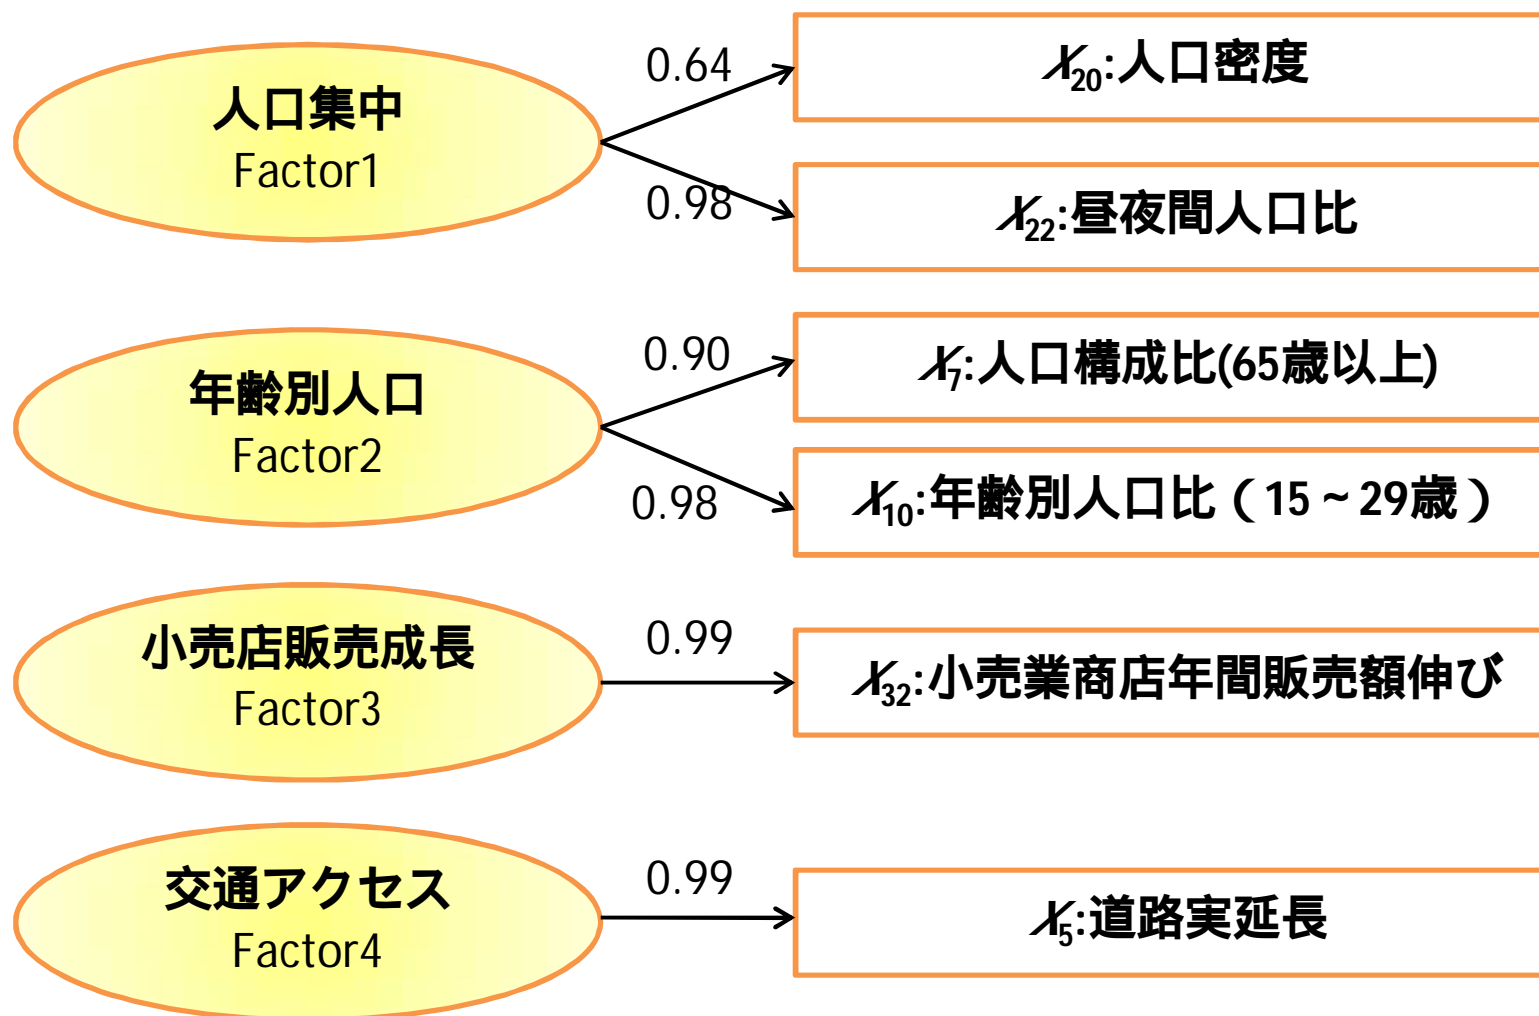 人口集中
Factor1
0.64
X20:人口密度
0.98
X22:昼夜間人口比
年齢別人口
Factor2
0.90
X7:人口構成比(65歳以上)
0.98
X10:年齢別人口比（15～29歳）
小売店販売成長
Factor3
0.99
X32:小売業商店年間販売額伸び
交通アクセス
Factor4
0.99
X5:道路実延長